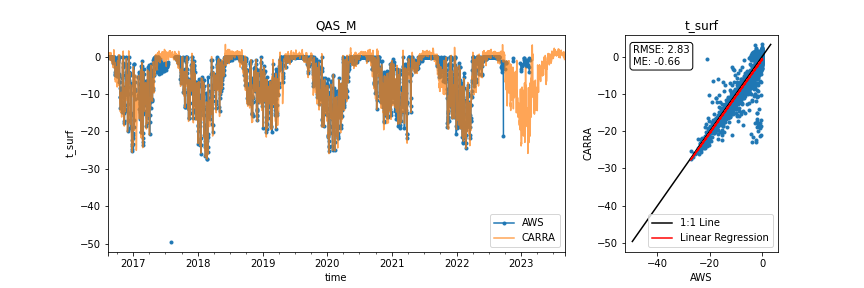 QAS_M
t_surf
0
−10
−20
−30
−40
−50
t_surf
2017 2018 2019 2020 2021 2022 2023
time
AWS
CARRA
t_surf
RMSE: 2.83
ME: -0.66
0
−10
−20
−30
−40
−50
CARRA
1:1 Line
Linear Regression
−40 −20 0
AWS